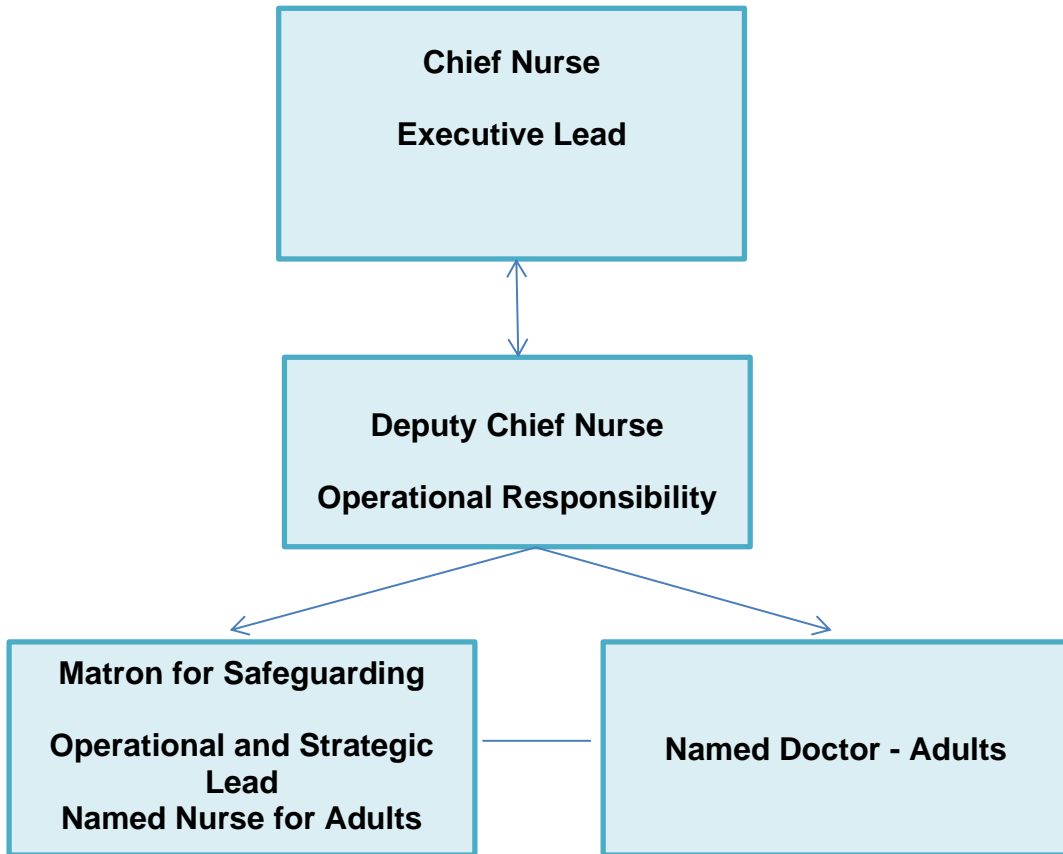 Chief Nurse
Executive Lead
Deputy Chief Nurse
Operational Responsibility
Matron for Safeguarding
Operational and Strategic
Lead
Named Nurse for Adults
Named Doctor - Adults